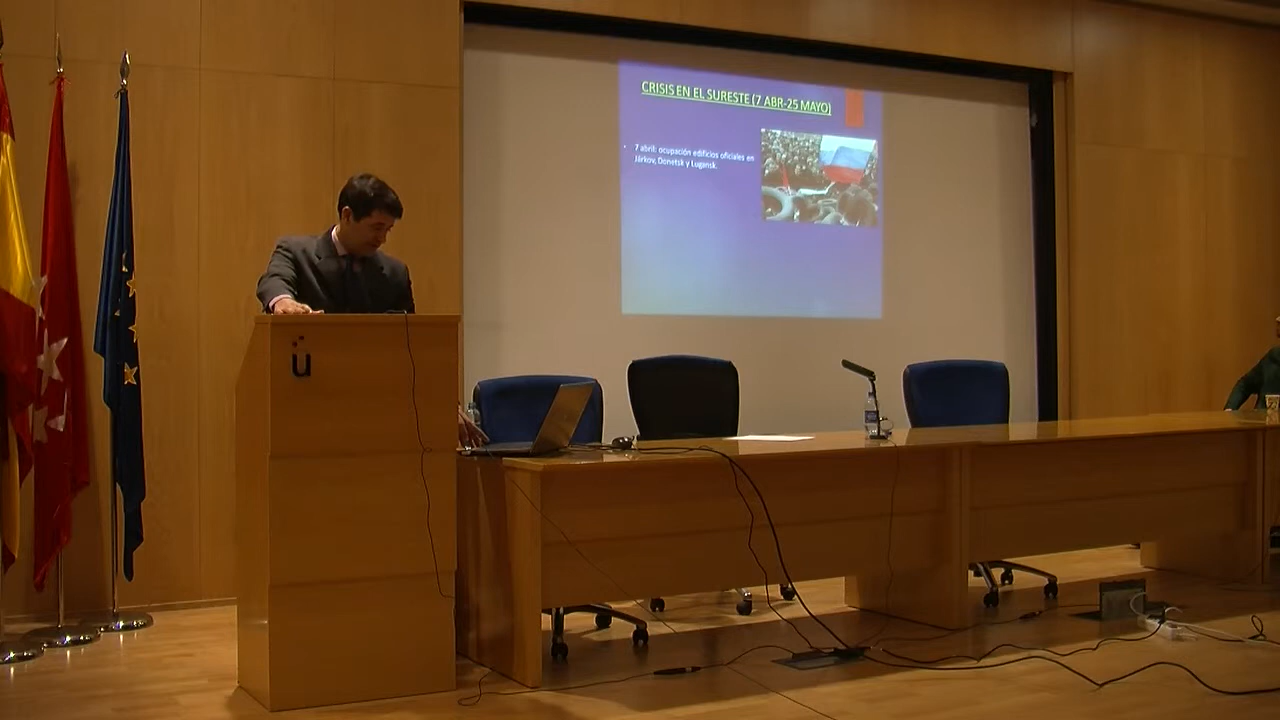 CRISIS EN EL SURESTE (7 ABR-25 MAYO)
7 abril: ocupación edificios oficiales en
Járkov, Donetsk y Lugansk.
ü